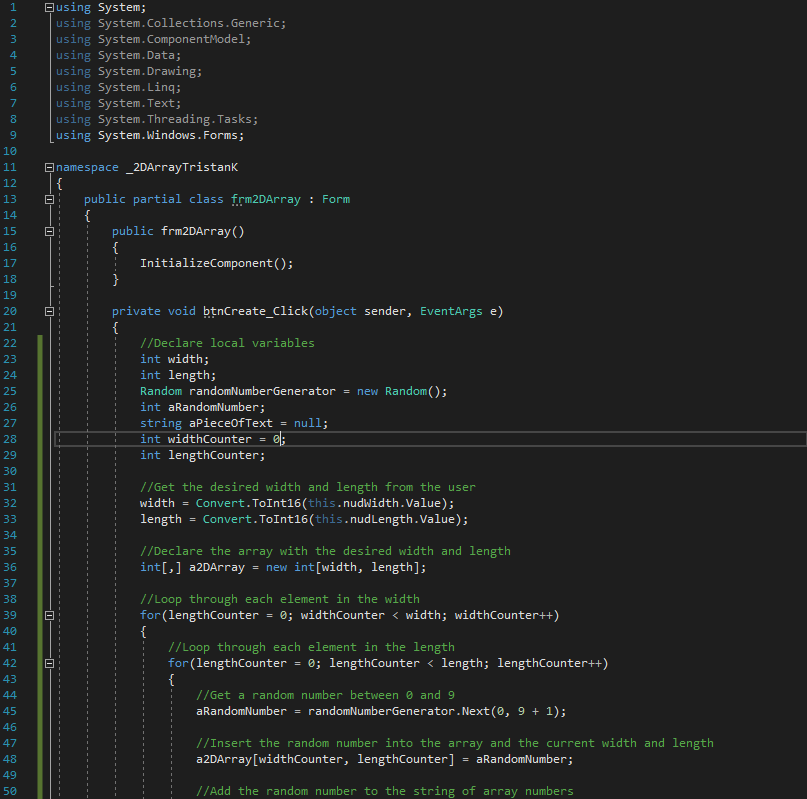 1 using System;
2 using System.Collections.Generic;
3 using System.ComponentModel;
4 using System.Data;
5 using System.Drawing;
6 using System.Linq;
7 using System.Text;
8 using System.Threading.Tasks;
9 using System.Windows.Forms;
10
11 namespace _2DArrayTristanK
12 {
13 public partial class frm2DArray : Form
14 {
15 public frm2DArray()
16 {
17 InitializeComponent();
18 }
19
20 private void btnCreate_Click(object sender, EventArgs e)
21 {
22 //Declare local variables
23 int width;
24 int length;
25 Random randomNumberGenerator = new Random();
26 int aRandomNumber;
27 string aPieceOfText = null;
28 int widthCounter = 0;
29 int lengthCounter;
30
31 //Get the desired width and length from the user
32 width = Convert.ToInt16(this.nudWidth.Value);
33 length = Convert.ToInt16(this.nudLength.Value);
34
35 //Declare the array with the desired width and length
36 int[,] a2DArray = new int[width, length];
37
38 //Loop through each element in the width
39 for(lengthCounter = 0; widthCounter < width; widthCounter++)
40 {
41 //Loop through each element in the length
42 for(lengthCounter = 0; lengthCounter < length; lengthCounter++)
43 {
44 //Get a random number between 0 and 9
45 aRandomNumber = randomNumberGenerator.Next(0, 9 + 1);
46
47 //Insert the random number into the array and the current width and length
48 a2DArray[widthCounter, lengthCounter] = aRandomNumber;
49
50 //Add the random number to the string of array numbers